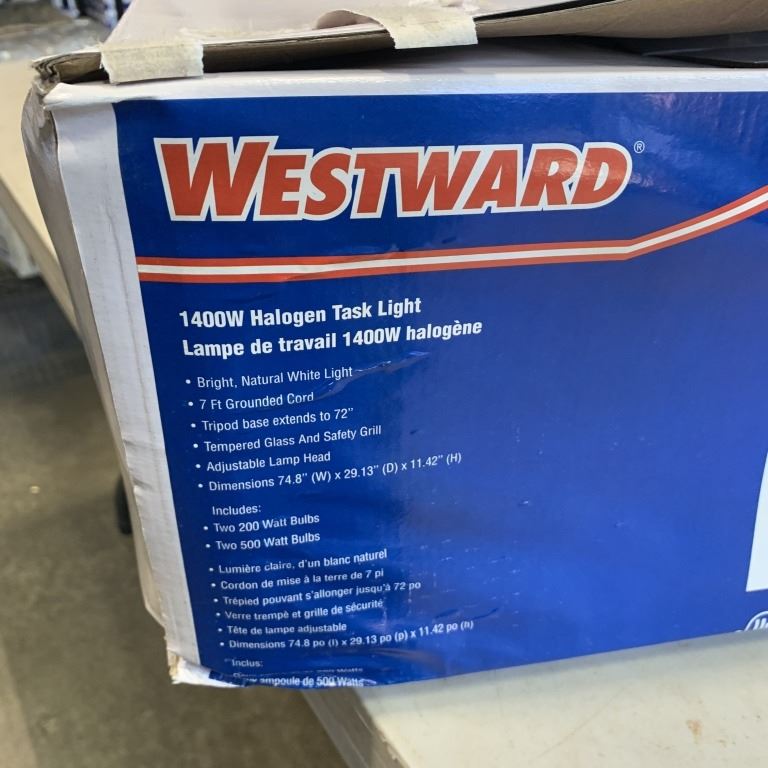 WESTWARD®
1400W Halogen Task Light
Lampe de travail 1400W halogène
• Bright, Natural White Light
• 7 Ft Grounded Cord
• Tripod base extends to 72"
• Tempered Glass And Safety Grill
• Adjustable Lamp Head
• Dimensions 74.8" (W) x 29.13" (D) x 11.42" (H)
Includes:
• Two 200 Watt Bulbs
• Two 500 Watt Bulbs
• Lumière claire, d'un blanc naturel
• Cordon de mise à la terre de 7 pi
• Trépied pouvant s'allonger jusqu'à 72 po
• Verre trempè et grille de sécurité
• Tête de lampe adjustable
• Dimensions 74.8 po (l) x 29.13 po (p) x 11.42 po (h)
Inclus:
ampoule de 500 Watts